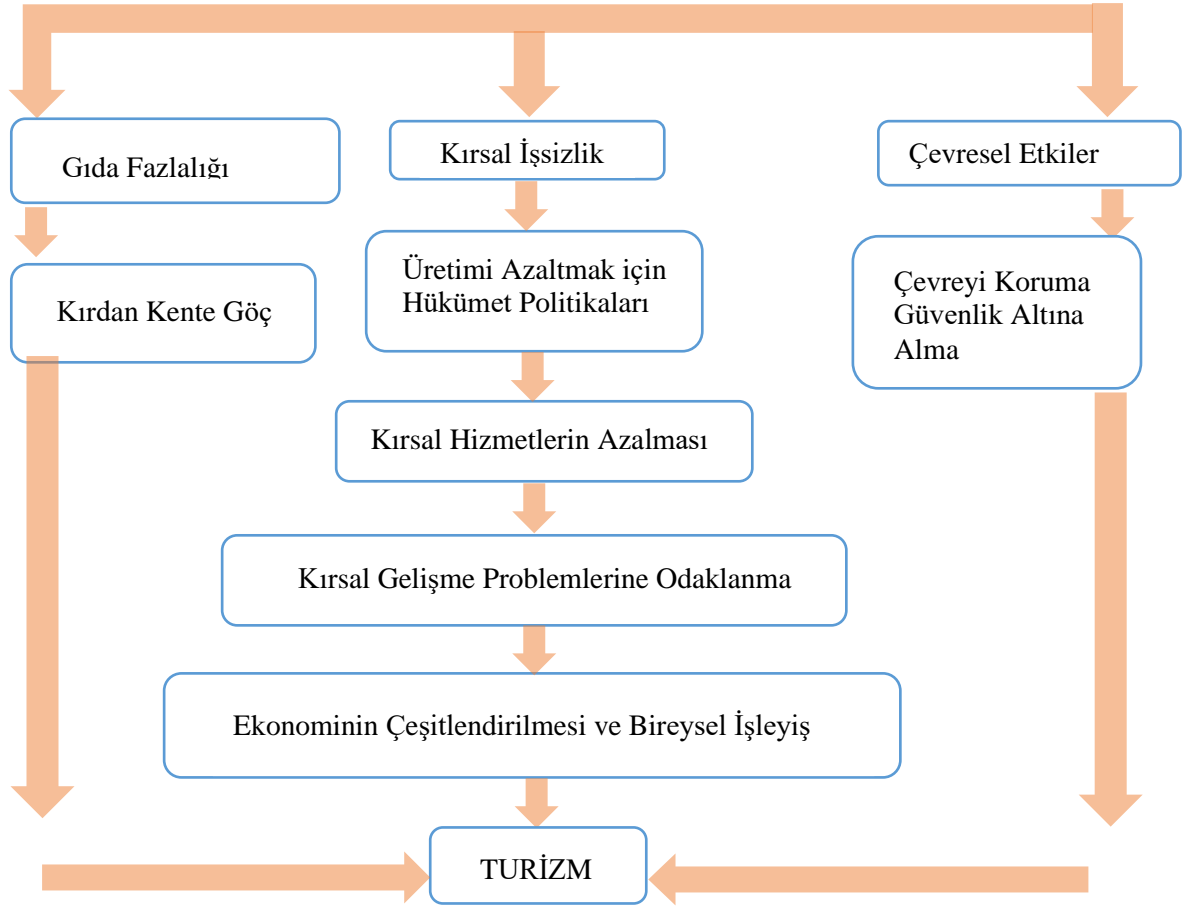 Gıda Fazlalığı
Kırsal İşsizlik
Çevresel Etkiler
Kırdan Kente Göç
Üretimi Azaltmak için
Hükümet Politikaları
Çevreyi Koruma
Güvenlik Altına
Alma
Kırsal Hizmetlerin Azalması
Kırsal Gelişme Problemlerine Odaklanma
Ekonominin Çeşitlendirilmesi ve Bireysel İşleyiş
TURİZM